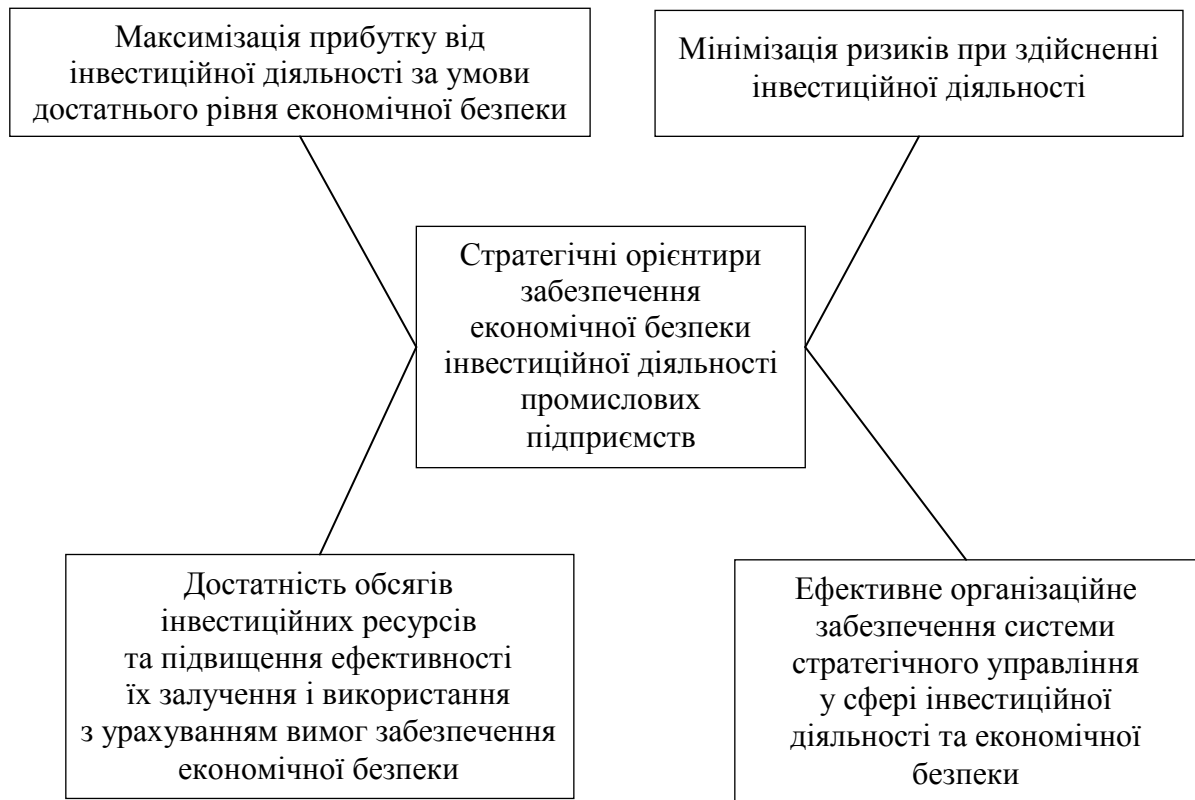 Максимізація прибутку від
інвестиційної діяльності за умови
достатнього рівня економічної безпеки
Мінімізація ризиків при здійсненні
інвестиційної діяльності
Стратегічні орієнтири
забезпечення
економічної безпеки
інвестиційної діяльності
промислових
підприємств
Достатність обсягів
інвестиційних ресурсів
та підвищення ефективності
їх залучення і використання
з урахуванням вимог забезпечення
економічної безпеки
Ефективне організаційне
забезпечення системи
стратегічного управління
у сфері інвестиційної
діяльності та економічної
безпеки